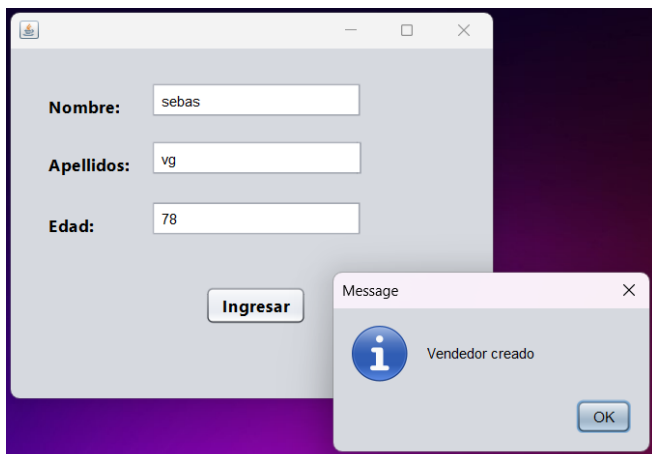 Nombre: sebas
Apellidos: vg
Edad: 78
Ingresar
Message
Vendedor creado
OK